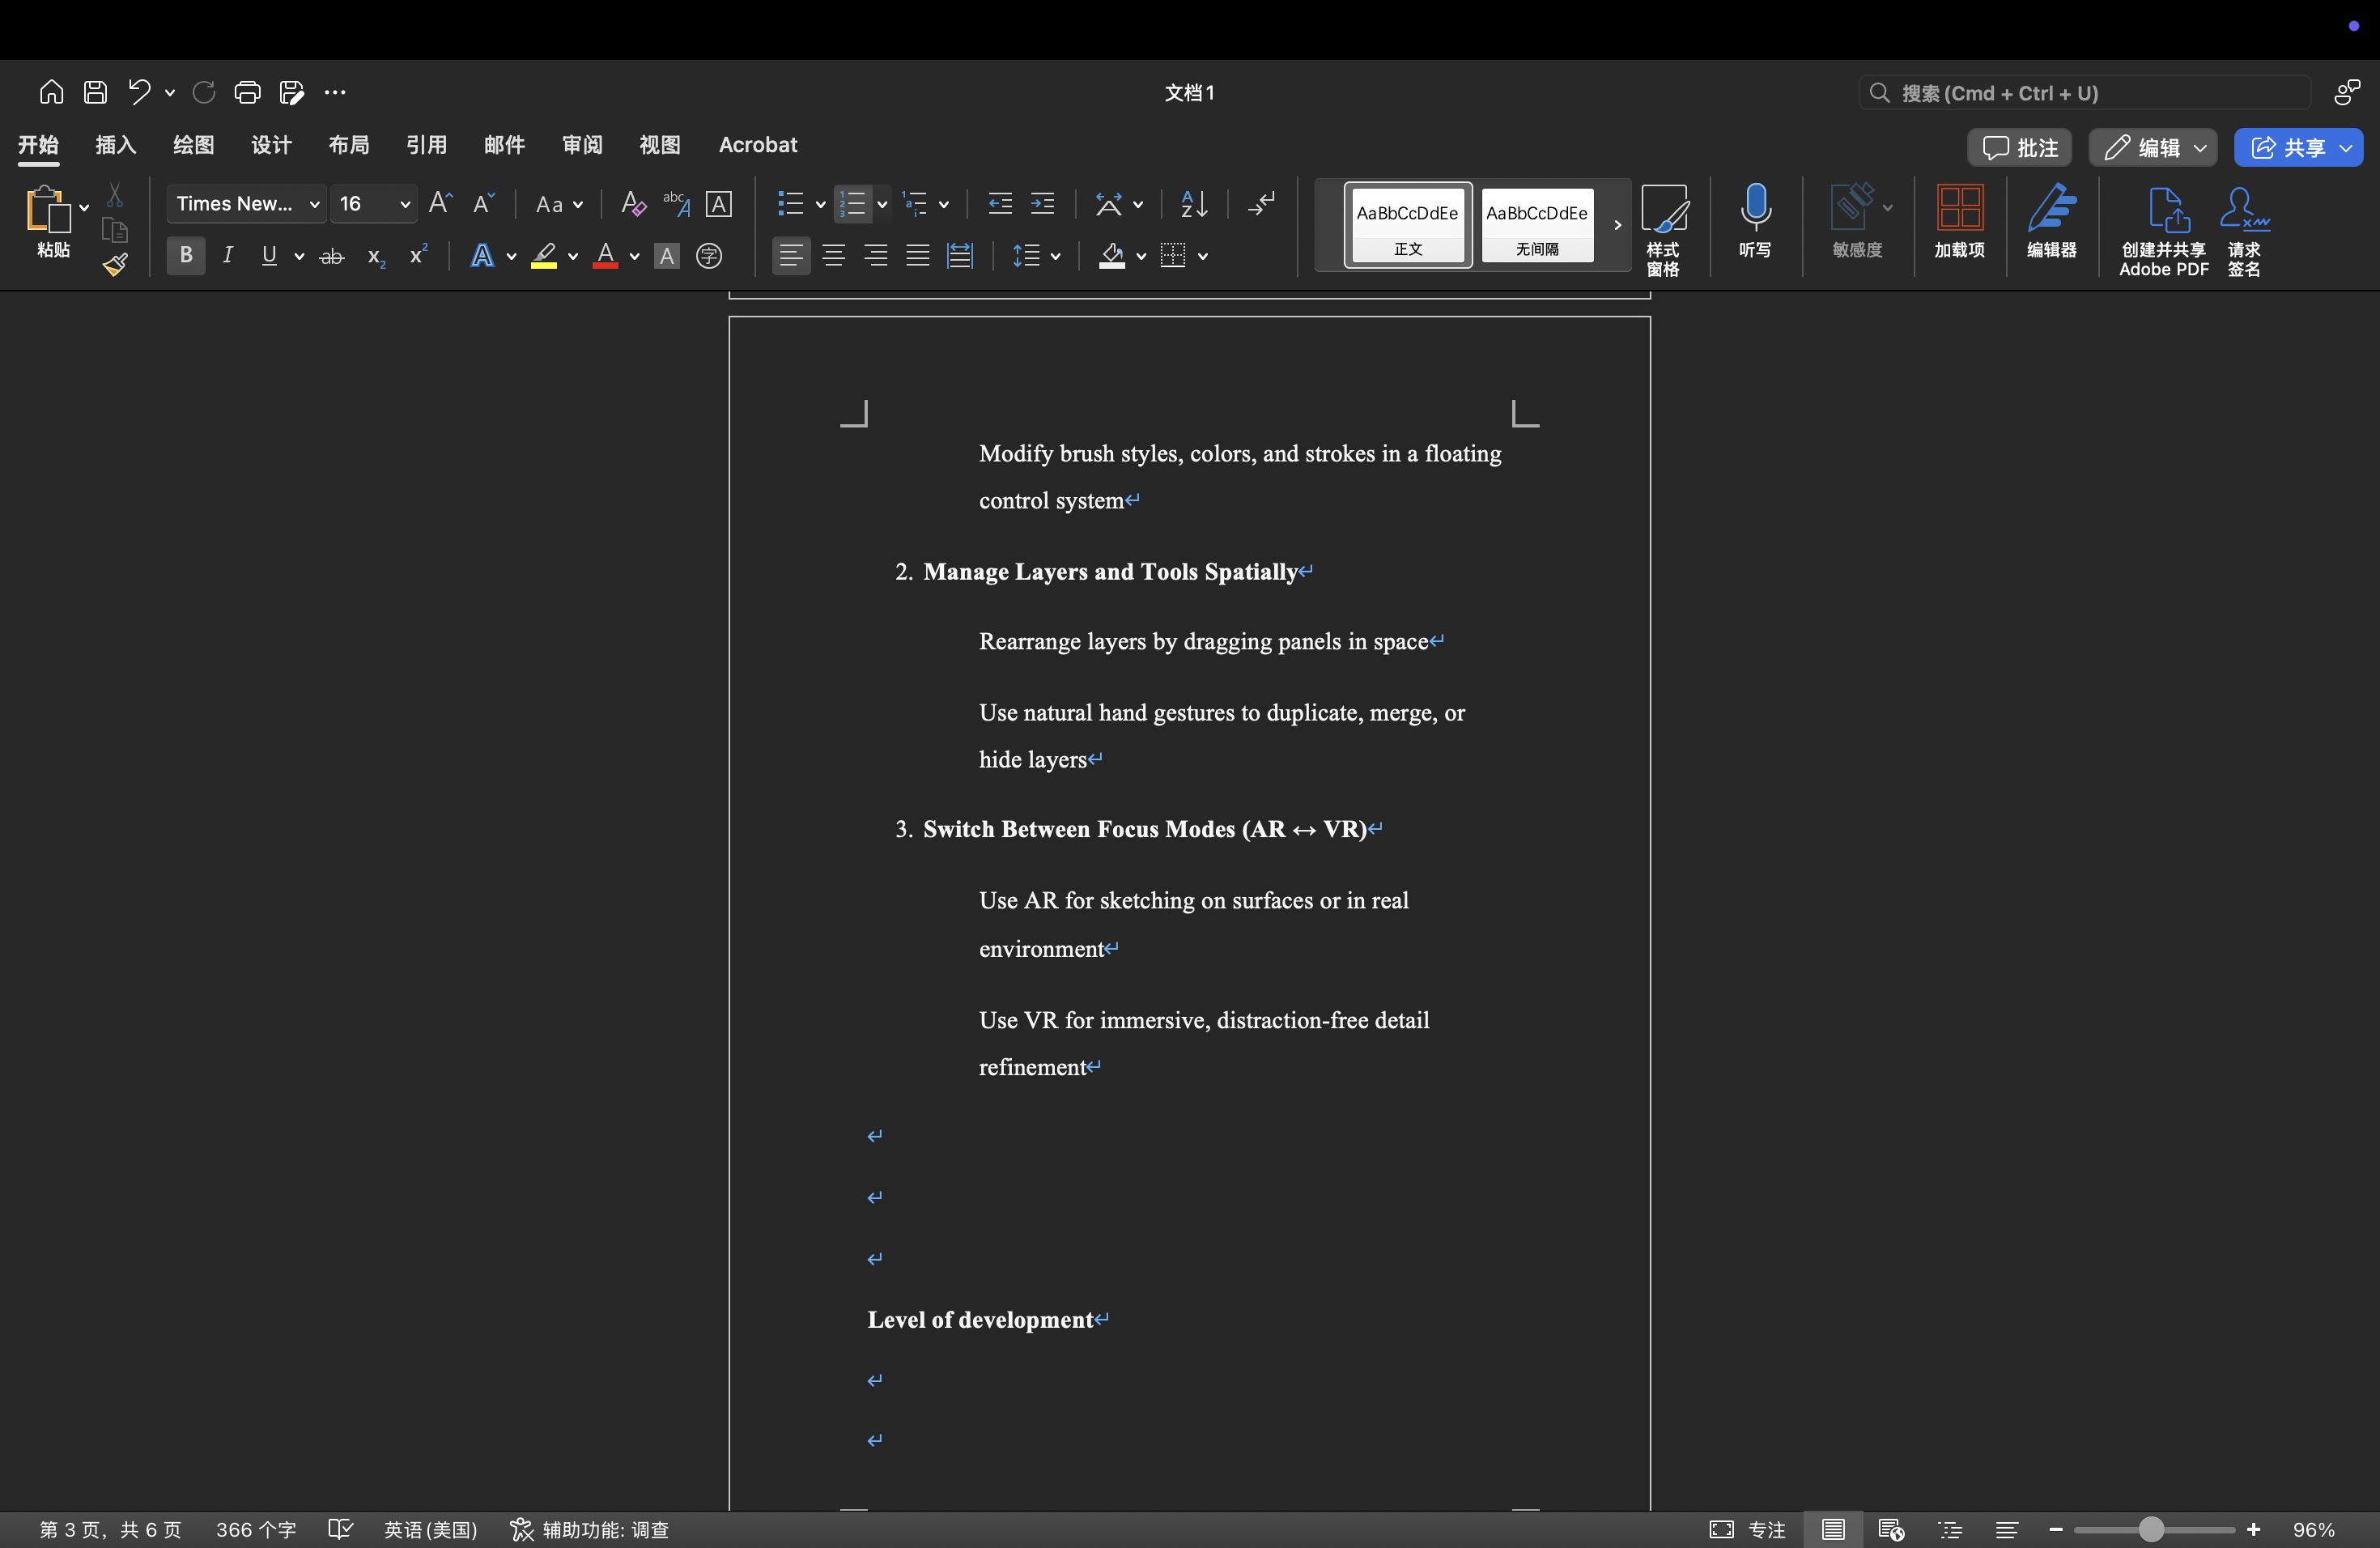 文档1
搜索 (Cmd + Ctrl + U)
开始 插入 绘图 设计 布局 引用 邮件 审阅 视图 Acrobat
批注 编辑 共享
粘贴
Times New... 16
Aa
AaBbCcDdEe
正文
AaBbCcDdEe
无间隔
样式
窗格
听写
敏感度
加载项
编辑器
创建并共享
Adobe PDF
请求
签名
Modify brush styles, colors, and strokes in a floating
control system
2. Manage Layers and Tools Spatially
Rearrange layers by dragging panels in space
Use natural hand gestures to duplicate, merge, or
hide layers
3. Switch Between Focus Modes (AR ↔ VR)
Use AR for sketching on surfaces or in real
environment
Use VR for immersive, distraction-free detail
refinement
Level of development
第 3 页，共 6 页 366 个字 英语(美国) 辅助功能: 调查 专注 96%